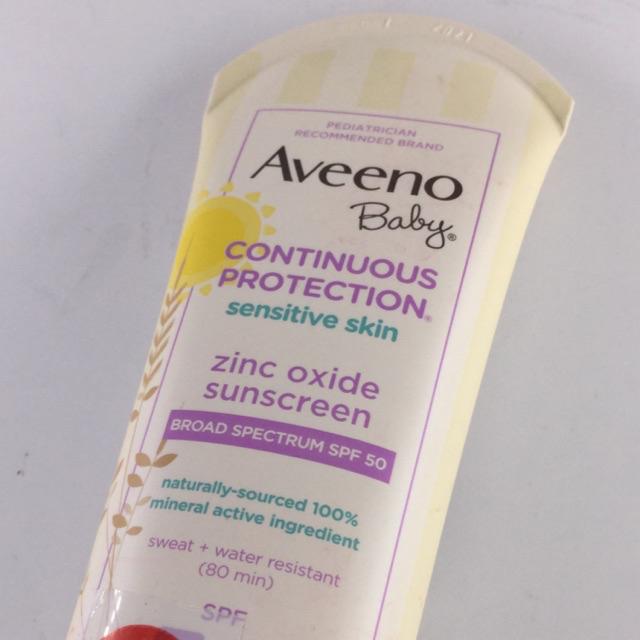 PEDIATRICIAN
RECOMMENDED BRAND
Aveeno
Baby®
CONTINUOUS
PROTECTION®
sensitive skin
zinc oxide
sunscreen
BROAD SPECTRUM SPF 50
naturally-sourced 100%
mineral active ingredient
sweat + water resistant
(80 min)
SPF